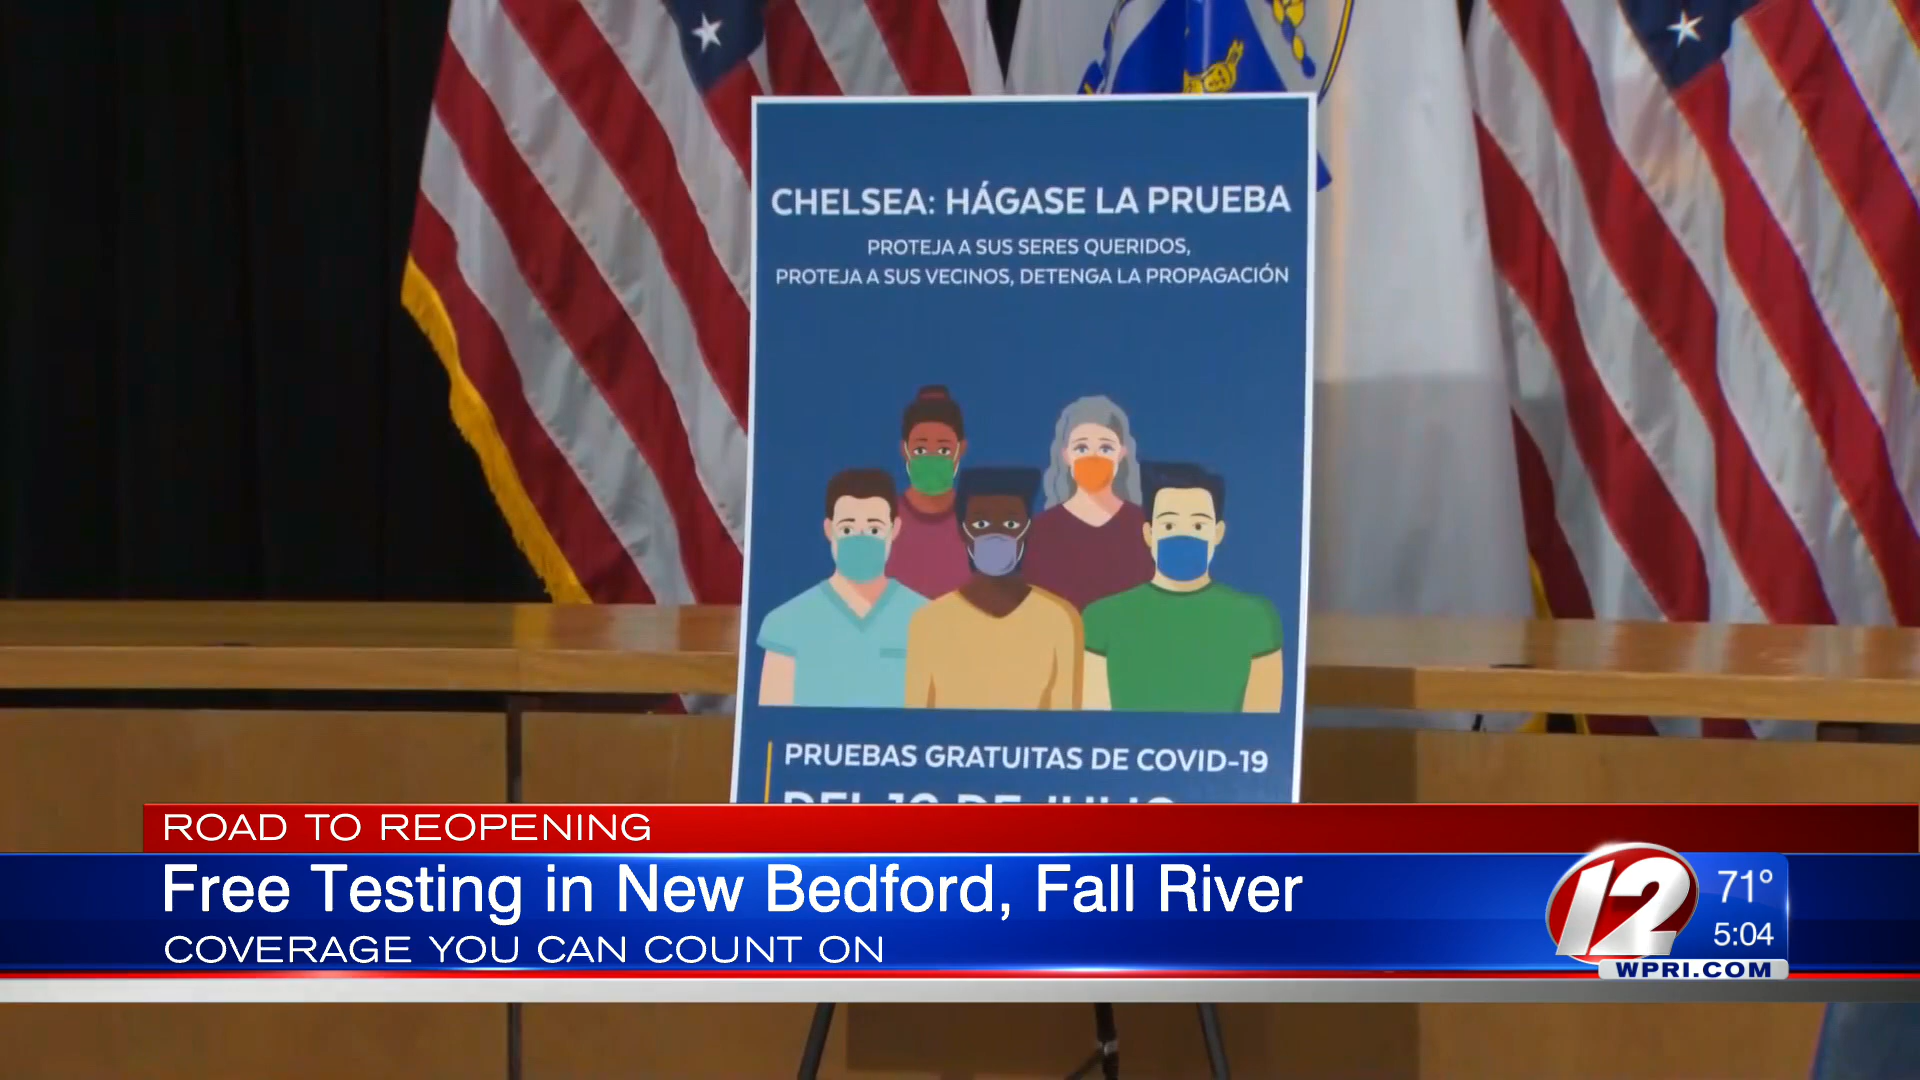 CHELSEA: HÁGASE LA PRUEBA
PROTEJA A SUS SERES QUERIDOS,
PROTEJA A SUS VECINOS, DETENGA LA PROPAGACIÓN
PRUEBAS GRATUITAS DE COVID-19
ROAD TO REOPENING
Free Testing in New Bedford, Fall River
COVERAGE YOU CAN COUNT ON
12
71°
5:04
WPRI.COM